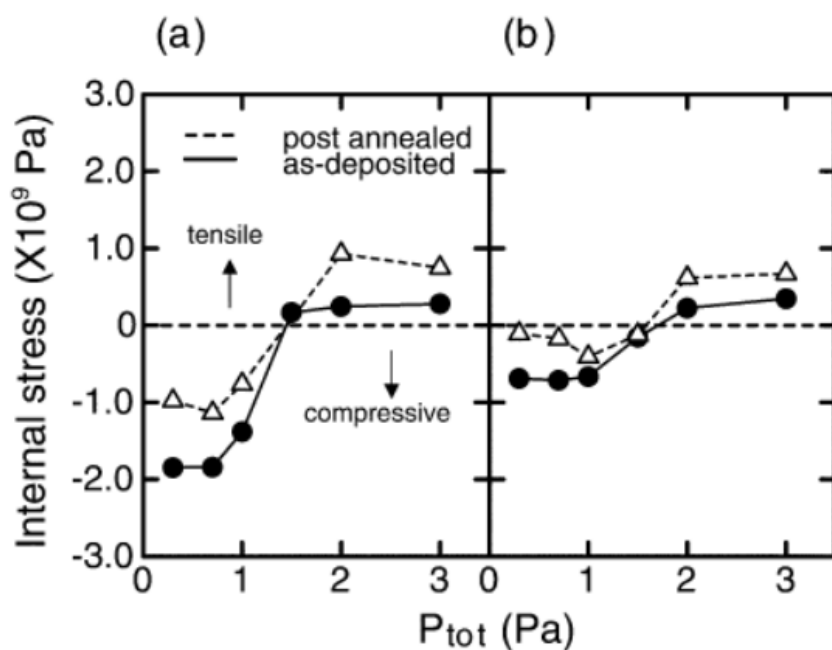 (a) (b)
Internal stress (X10⁹ Pa)
3.0
2.0
1.0
0
-1.0
-2.0
-3.0
post annealed
as-deposited
tensile
compressive
0 1 2 3 0 1 2 3
Ptot (Pa)